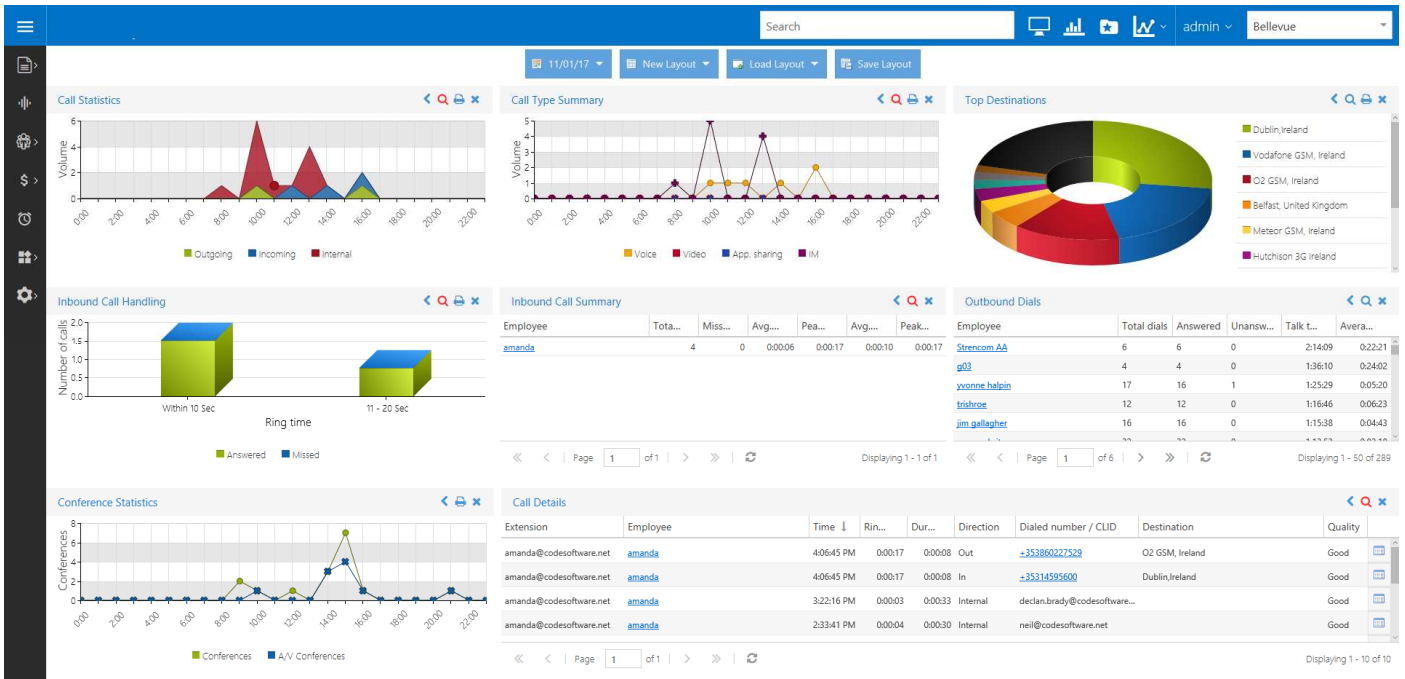 Search
admin
Bellevue
11/01/17
New Layout
Load Layout
Save Layout
Call Statistics
Volume
6
4
2
0
0:00 2:00 4:00 6:00 8:00 10:00 12:00 14:00 16:00 18:00 20:00 22:00
Outgoing Incoming Internal
Call Type Summary
Volume
5
4
3
2
1
0
0:00 2:00 4:00 6:00 8:00 10:00 12:00 14:00 16:00 18:00 20:00 22:00
Voice Video App. sharing IM
Top Destinations
Dublin,Ireland
Vodafone GSM, Ireland
O2 GSM, Ireland
Belfast, United Kingdom
Meteor GSM, Ireland
Hutchison 3G Ireland
Inbound Call Handling
Number of calls
2.0
1.5
1.0
0.5
0.0
Within 10 Sec 11 - 20 Sec
Ring time
Answered Missed
Inbound Call Summary
Employee Tota... Miss... Avg.... Pea... Avg.... Peak...
amanda 4 0 0:00:06 0:00:17 0:00:10 0:00:17
Page 1 of 1 Displaying 1 - 1 of 1
Outbound Dials
Employee Total dials Answered Unansw... Talk t... Avera...
Strencom AA 6 6 0 2:14:09 0:22:21
g03 4 4 0 1:36:10 0:24:02
yvonne halpin 17 16 1 1:25:29 0:05:20
trishroe 12 12 0 1:16:46 0:06:23
jim gallagher 16 16 0 1:15:38 0:04:43
Page 1 of 6 Displaying 1 - 50 of 289
Conference Statistics
Conferences
8
6
4
2
0
0:00 2:00 4:00 6:00 8:00 10:00 12:00 14:00 16:00 18:00 20:00 22:00
Conferences A/V Conferences
Call Details
Extension Employee Time ↓ Rin... Dur... Direction Dialed number / CLID Destination Quality
amanda@codesoftware.net amanda 4:06:45 PM 0:00:17 0:00:08 Out +353860227529 O2 GSM, Ireland Good
amanda@codesoftware.net amanda 4:06:45 PM 0:00:17 0:00:08 In +35314595600 Dublin,Ireland Good
amanda@codesoftware.net amanda 3:22:16 PM 0:00:03 0:00:33 Internal declan.brady@codesoftware... Good
amanda@codesoftware.net amanda 2:33:41 PM 0:00:04 0:00:30 Internal neil@codesoftware.net Good
Page 1 of 1 Displaying 1 - 10 of 10